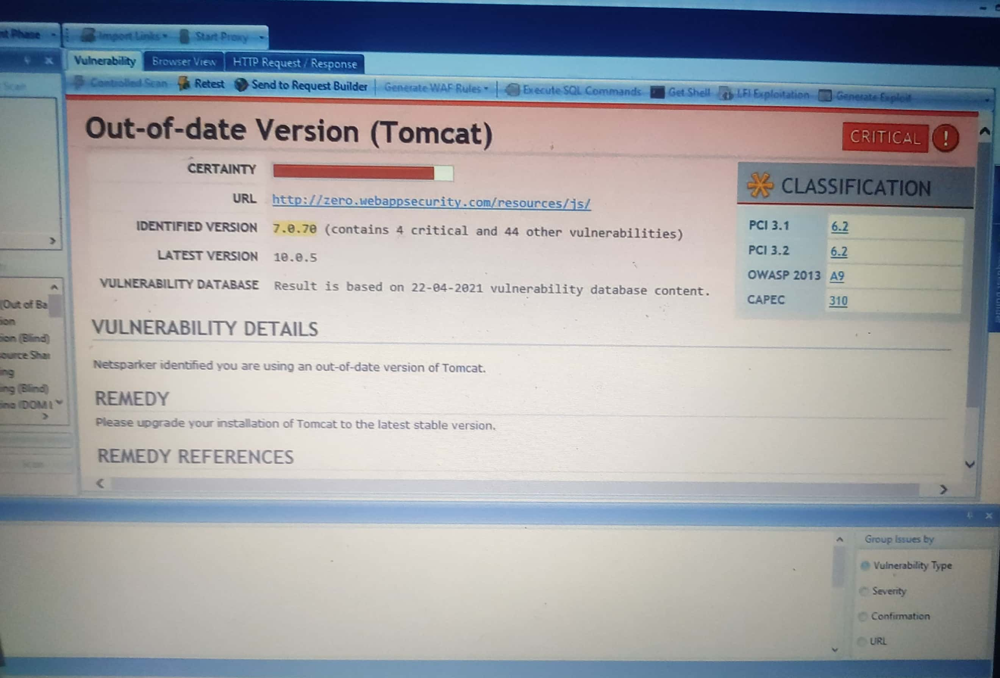 Phase
Import Links
Start Proxy
Vulnerability
Browser View
HTTP Request / Response
Scan
Controlled Scan
Retest
Send to Request Builder
Generate WAF Rules
Execute SQL Commands
Get Shell
LFI Exploitation
Generate Exploit
Out-of-date Version (Tomcat)
CRITICAL !
CERTAINTY
URL http://zero.webappsecurity.com/resources/js/
IDENTIFIED VERSION 7.0.70 (contains 4 critical and 44 other vulnerabilities)
LATEST VERSION 10.0.5
VULNERABILITY DATABASE Result is based on 22-04-2021 vulnerability database content.
CLASSIFICATION
PCI 3.1 6.2
PCI 3.2 6.2
OWASP 2013 A9
CAPEC 310
(Out of Ba
ion
ion (Blind)
ource Shar
ing
ing (Blind)
ing (DOM
Scan
VULNERABILITY DETAILS
Netsparker identified you are using an out-of-date version of Tomcat.
REMEDY
Please upgrade your installation of Tomcat to the latest stable version.
REMEDY REFERENCES
Group Issues by
Vulnerability Type
Severity
Confirmation
URL